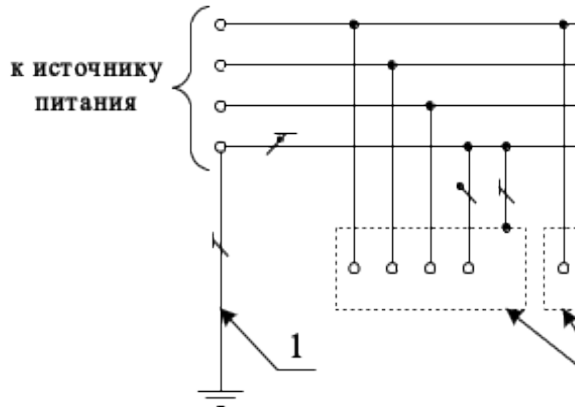 к источнику
питания
1